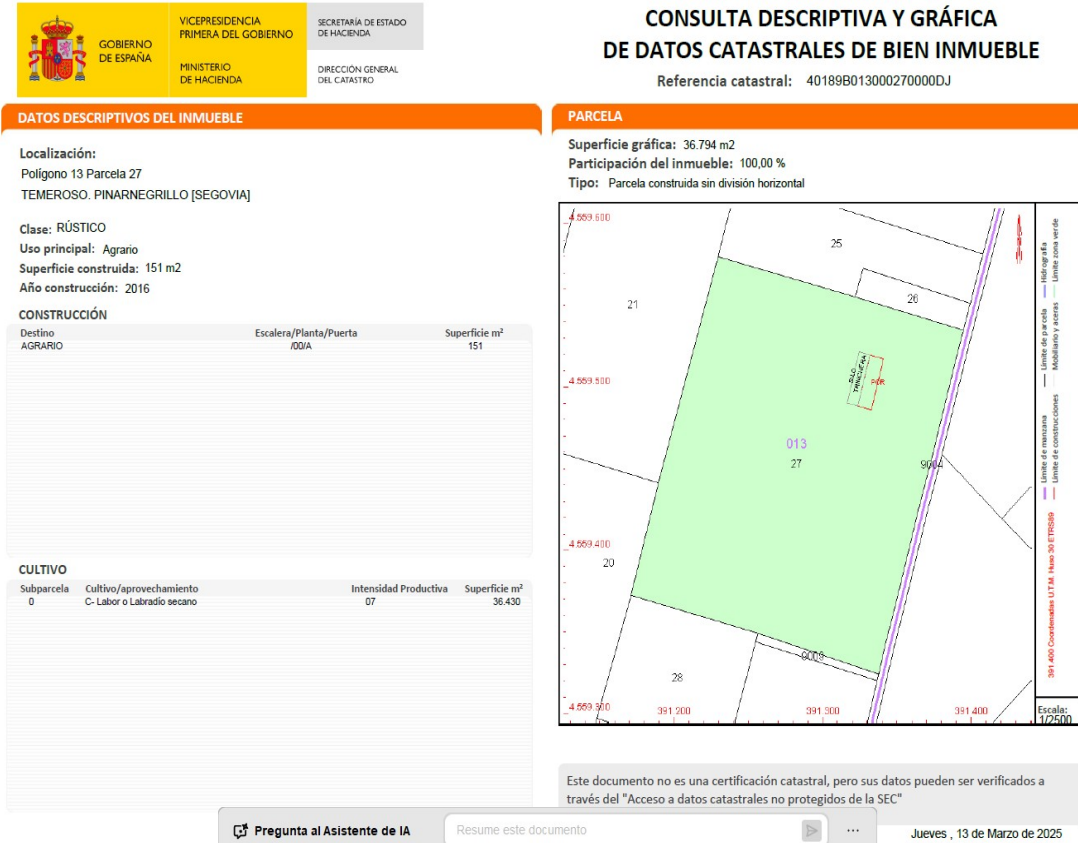 GOBIERNO
DE ESPAÑA
VICEPRESIDENCIA
PRIMERA DEL GOBIERNO
MINISTERIO
DE HACIENDA
SECRETARÍA DE ESTADO
DE HACIENDA
DIRECCIÓN GENERAL
DEL CATASTRO
CONSULTA DESCRIPTIVA Y GRÁFICA
DE DATOS CATASTRALES DE BIEN INMUEBLE
Referencia catastral: 40189B013000270000DJ
DATOS DESCRIPTIVOS DEL INMUEBLE
Localización:
Polígono 13 Parcela 27
TEMEROSO. PINARNEGRILLO [SEGOVIA]
Clase: RÚSTICO
Uso principal: Agrario
Superficie construida: 151 m2
Año construcción: 2016
CONSTRUCCIÓN
Destino Escalera/Planta/Puerta Superficie m²
AGRARIO /00/A 151
CULTIVO
Subparcela Cultivo/aprovechamiento Intensidad Productiva Superficie m²
0 C- Labor o Labradío secano 07 36.430
PARCELA
Superficie gráfica: 36.794 m2
Participación del inmueble: 100,00 %
Tipo: Parcela construida sin división horizontal
4.559.600
25
26
21
4.559.500
SILO
TRINCHERA
POR
013
27
9004
4.559.400
20
9009
28
4.559.300
391.200
391.300
391.400
Hidrografía
Límite zona verde
Límite de parcela
Mobiliario y aceras
Límite de manzana
Límite de construcciones
391.400 Coordenadas U.T.M. Huso 30 ETRS89
Escala:
1/2500
Este documento no es una certificación catastral, pero sus datos pueden ser verificados a
través del "Acceso a datos catastrales no protegidos de la SEC"
Pregunta al Asistente de IA
Resume este documento
...
Jueves , 13 de Marzo de 2025